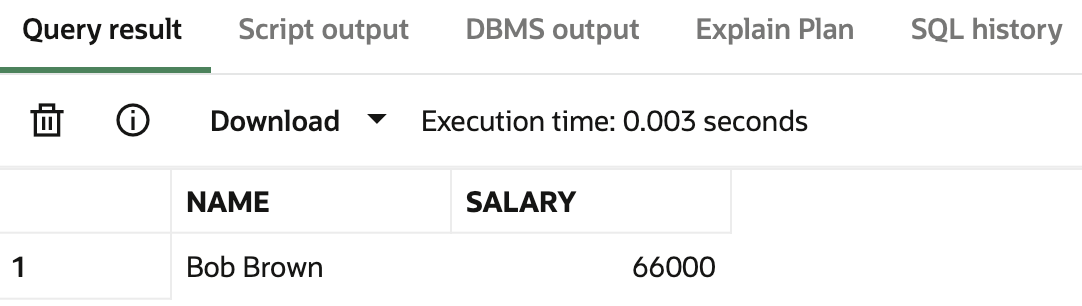 Query result Script output DBMS output Explain Plan SQL history
Download Execution time: 0.003 seconds
NAME SALARY
1 Bob Brown 66000